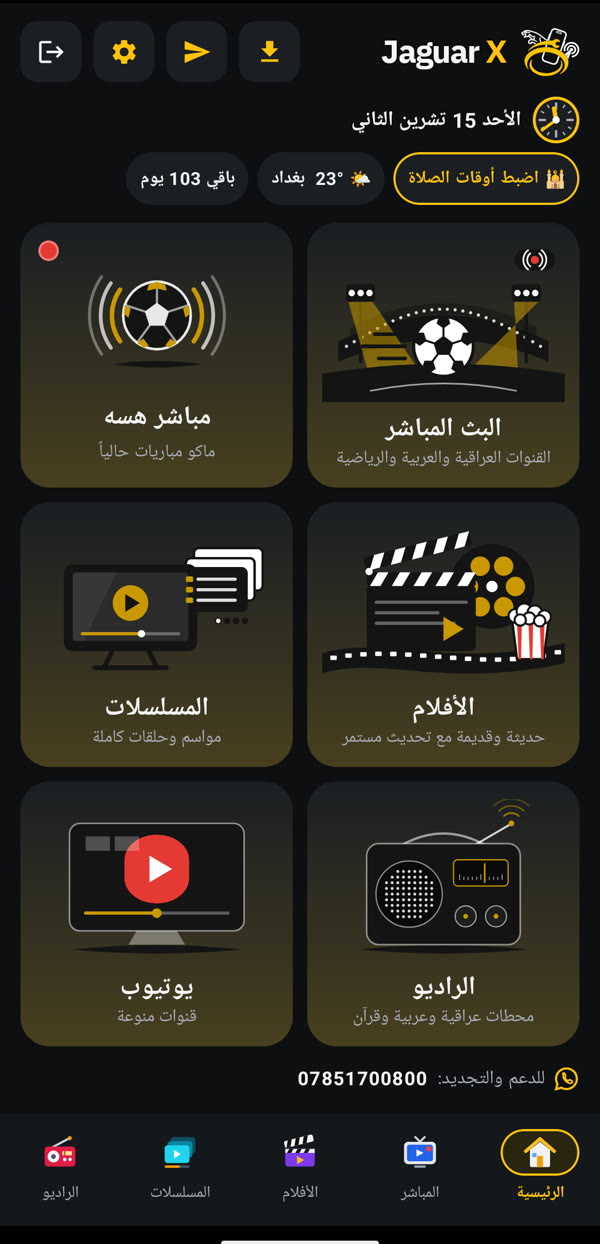 Jaguar X
الأحد 15 تشرين الثاني
اضبط أوقات الصلاة
23° بغداد
باقي 103 يوم
البث المباشر
القنوات العراقية والعربية والرياضية
مباشر هسه
ماكو مباريات حالياً
الأفلام
حديثة وقديمة مع تحديث مستمر
المسلسلات
مواسم وحلقات كاملة
الراديو
محطات عراقية وعربية وقرآن
يوتيوب
قنوات منوعة
للدعم والتجديد: 07851700800
الرئيسية
المباشر
الأفلام
المسلسلات
الراديو